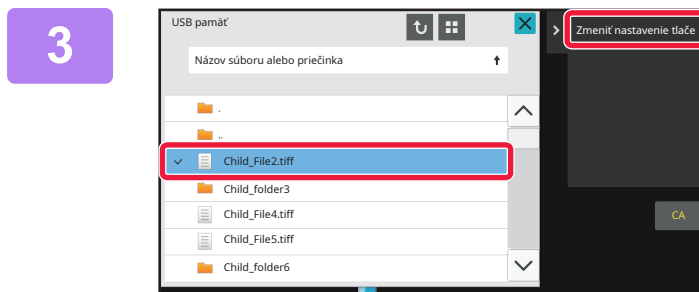 3
USB pamäť
Zmeniť nastavenie tlače
Názov súboru alebo priečinka
.
..
Child_File2.tiff
Child_folder3
Child_File4.tiff
Child_File5.tiff
CA
Child_folder6